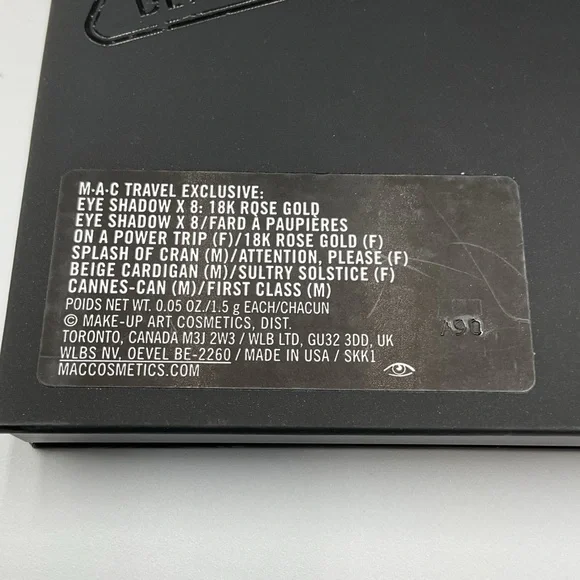 M·A·C TRAVEL EXCLUSIVE:
EYE SHADOW X 8: 18K ROSE GOLD
EYE SHADOW X 8/FARD À PAUPIÈRES
ON A POWER TRIP (F)/18K ROSE GOLD (F)
SPLASH OF CRAN (M)/ATTENTION, PLEASE (F)
BEIGE CARDIGAN (M)/SULTRY SOLSTICE (F)
CANNES-CAN (M)/FIRST CLASS (M)
POIDS NET WT. 0.05 OZ./1.5 g EACH/CHACUN
© MAKE-UP ART COSMETICS, DIST.
TORONTO, CANADA M3J 2W3 / WLB LTD, GU32 3DD, UK
WLBS NV, OEVEL BE-2260 / MADE IN USA / SKK1
MACCOSMETICS.COM